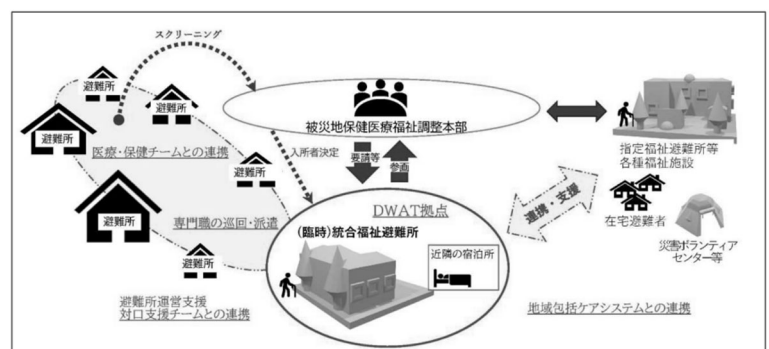 スクリーニング
避難所
避難所
避難所
避難所
避難所
避難所
医療・保健チームとの連携
専門職の巡回・派遣
避難所運営支援
対口支援チームとの連携
被災地保健医療福祉調整本部
入所者決定
要請等
参画
DWAT拠点
(臨時)統合福祉避難所
近隣の宿泊所
連携・支援
指定福祉避難所等
各種福祉施設
在宅避難者
災害ボランティア
センター等
地域包括ケアシステムとの連携